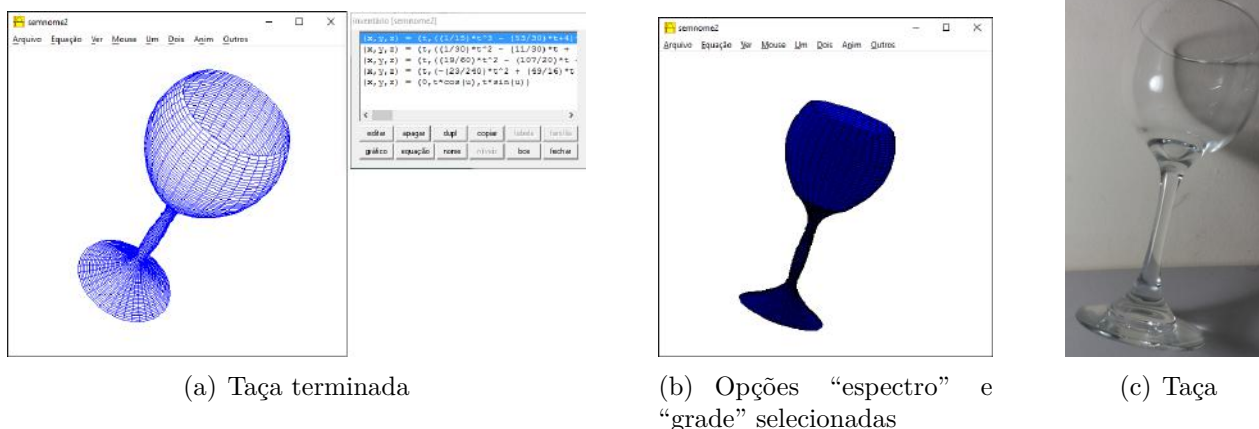 semnome2
Arquivo Equação Ver Mouse Um Dois Anim Outros
inventário [semnome2]
(x,y,z) = (t,((1/15)*t^3 - (53/30)*t+4)
(x,y,z) = (t,((1/30)*t^2 - (11/30)*t +
(x,y,z) = (t,((19/60)*t^2 - (107/20)*t
(x,y,z) = (t,(-(23/240)*t^2 + (49/16)*t
(x,y,z) = (0,t*cos(u),t*sin(u))
editar apagar dupl copiar tabela família
gráfico equação nome box fechar
semnome2
Arquivo Equação Ver Mouse Um Dois Anim Outros
(a) Taça terminada
(b) Opções “espectro” e
“grade” selecionadas
(c) Taça